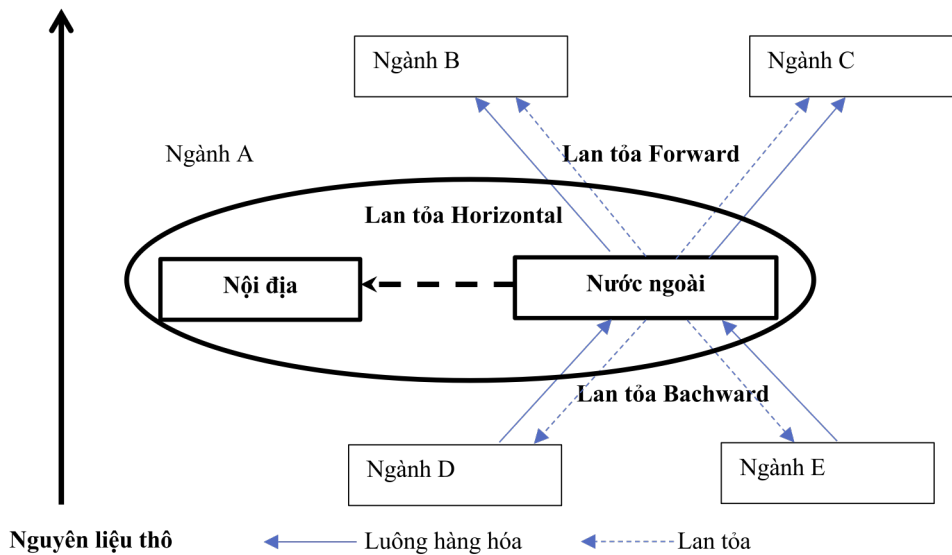 Ngành B
Ngành C
Ngành A
Lan tỏa Forward
Lan tỏa Horizontal
Nội địa
Nước ngoài
Lan tỏa Bachward
Ngành D
Ngành E
Nguyên liệu thô
Luông hàng hóa
Lan tỏa